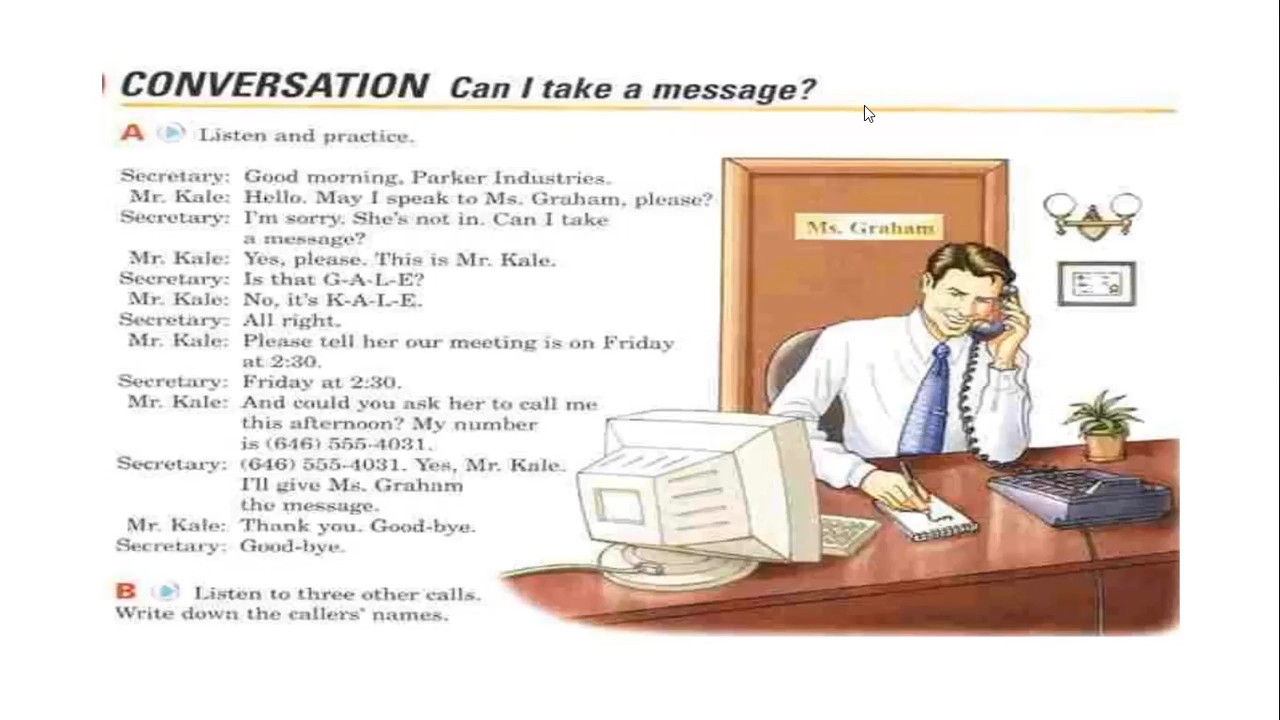 CONVERSATION Can I take a message?
A Listen and practice.
Secretary: Good morning, Parker Industries.
Mr. Kale: Hello. May I speak to Ms. Graham, please?
Secretary: I'm sorry. She's not in. Can I take
a message?
Mr. Kale: Yes, please. This is Mr. Kale.
Secretary: Is that G-A-L-E?
Mr. Kale: No, it's K-A-L-E.
Secretary: All right.
Mr. Kale: Please tell her our meeting is on Friday
at 2:30.
Secretary: Friday at 2:30.
Mr. Kale: And could you ask her to call me
this afternoon? My number
is (646) 555-4031.
Secretary: (646) 555-4031. Yes, Mr. Kale.
I'll give Ms. Graham
the message.
Mr. Kale: Thank you. Good-bye.
Secretary: Good-bye.
Ms. Graham
B Listen to three other calls.
Write down the callers' names.